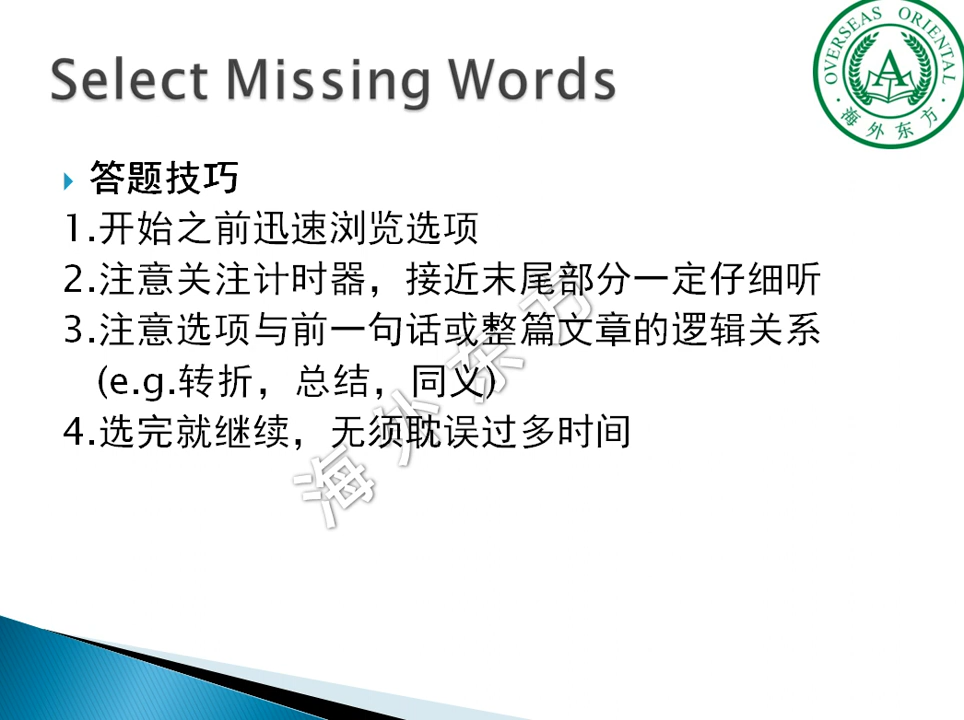 Select Missing Words
OVERSEAS ORIENTAL
A
海外东方
答题技巧
1.开始之前迅速浏览选项
2.注意关注计时器，接近末尾部分一定仔细听
3.注意选项与前一句话或整篇文章的逻辑关系
(e.g.转折，总结，同义)
4.选完就继续，无须耽误过多时间
海外东方